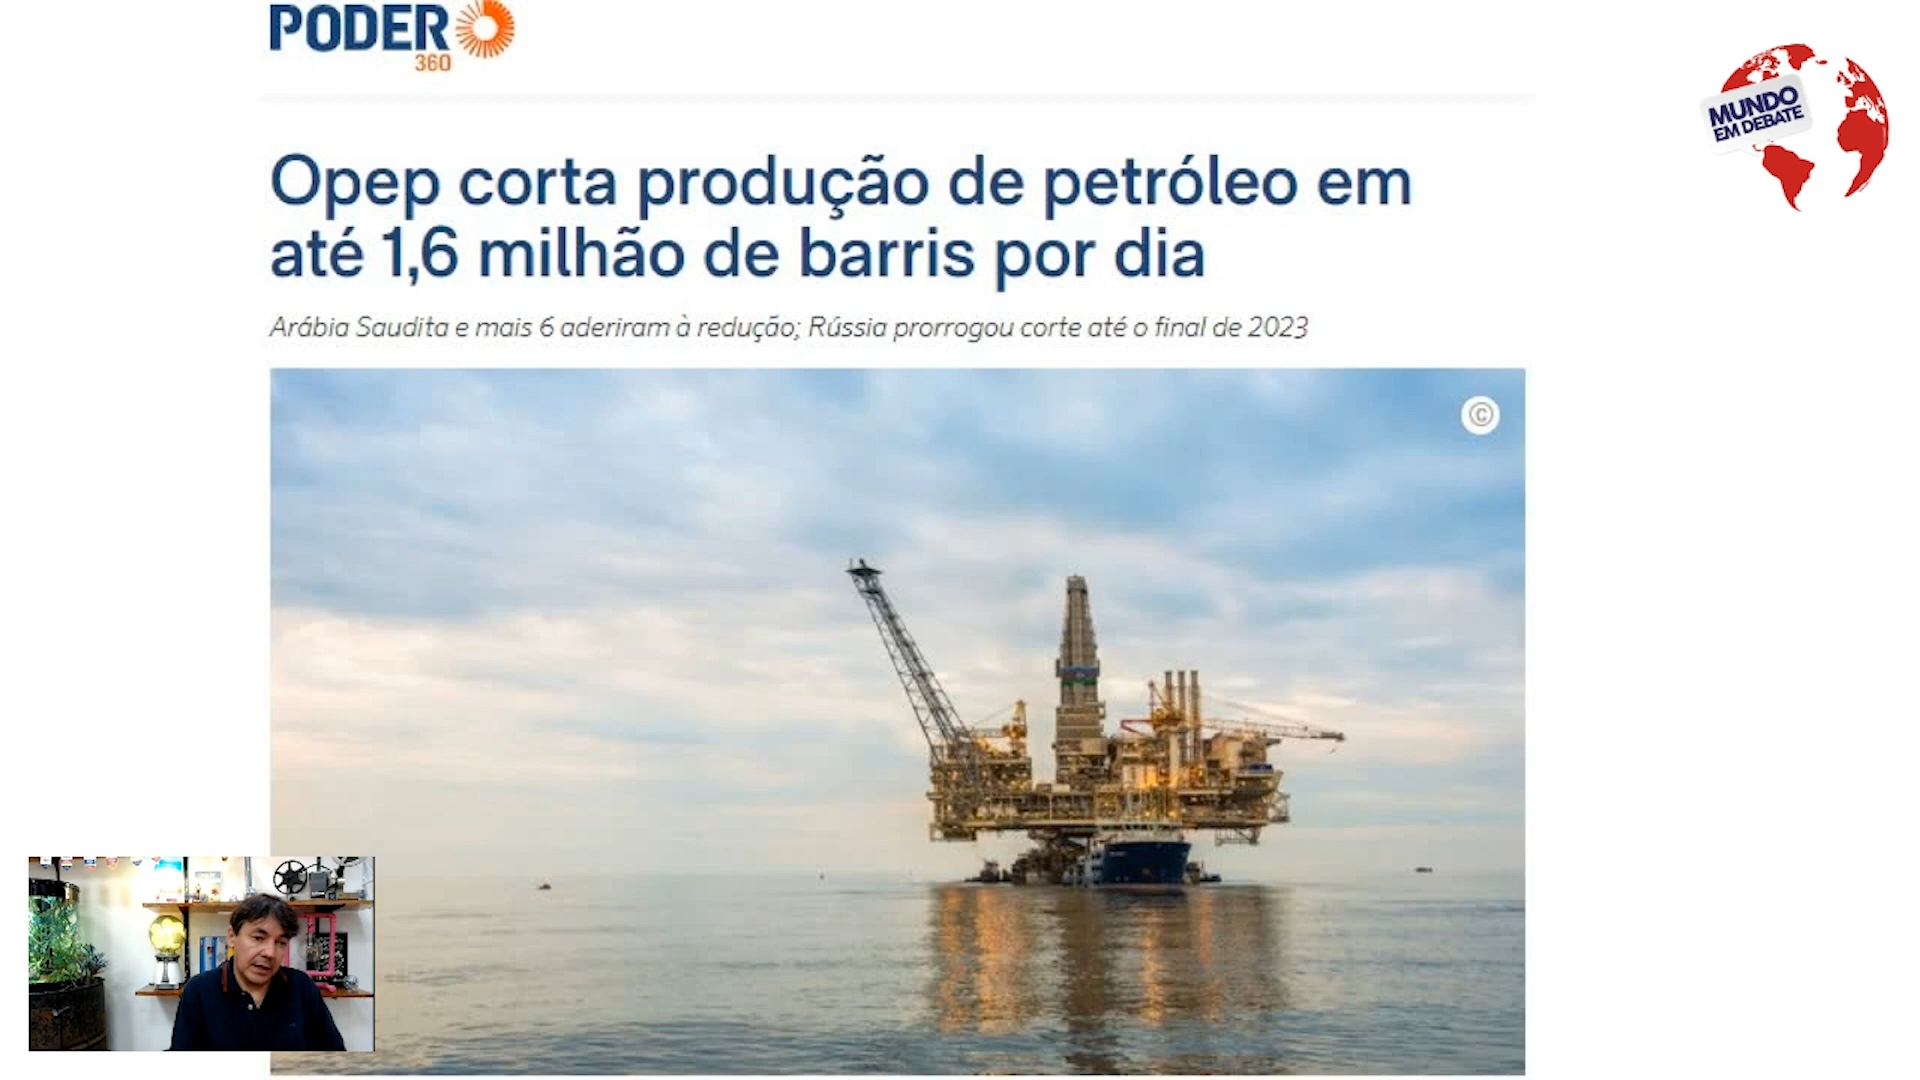 PODER
360
MUNDO
EM DEBATE
Opep corta produção de petróleo em
até 1,6 milhão de barris por dia
Arábia Saudita e mais 6 aderiram à redução; Rússia prorrogou corte até o final de 2023
©